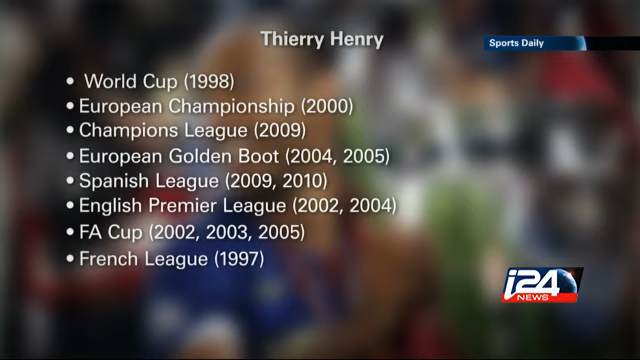 Thierry Henry
Sports Daily
• World Cup (1998)
• European Championship (2000)
• Champions League (2009)
• European Golden Boot (2004, 2005)
• Spanish League (2009, 2010)
• English Premier League (2002, 2004)
• FA Cup (2002, 2003, 2005)
• French League (1997)
i24
NEWS